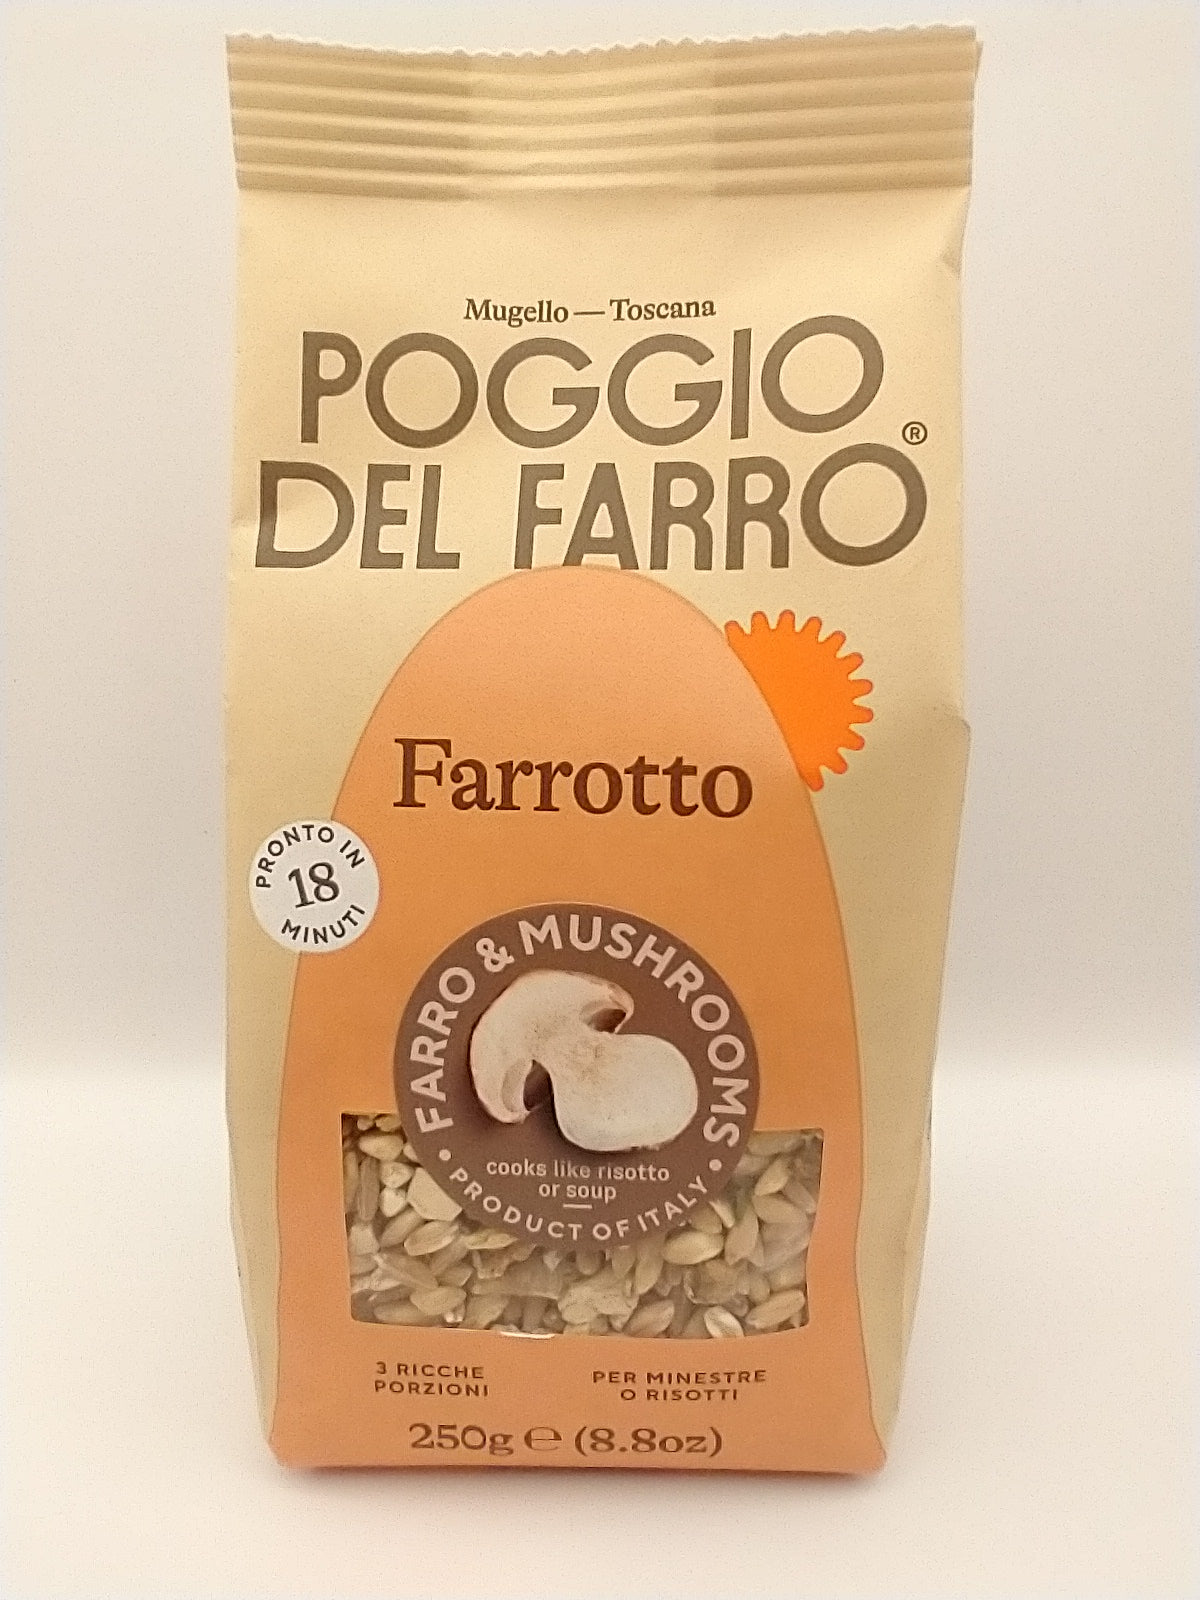 Mugello — Toscana
POGGIO
DEL FARRO®
Farrotto
PRONTO IN
18
MINUTI
FARRO & MUSHROOMS
cooks like risotto
or soup
• PRODUCT OF ITALY •
3 RICCHE
PORZIONI
PER MINESTRE
O RISOTTI
250g ℮ (8.8oz)